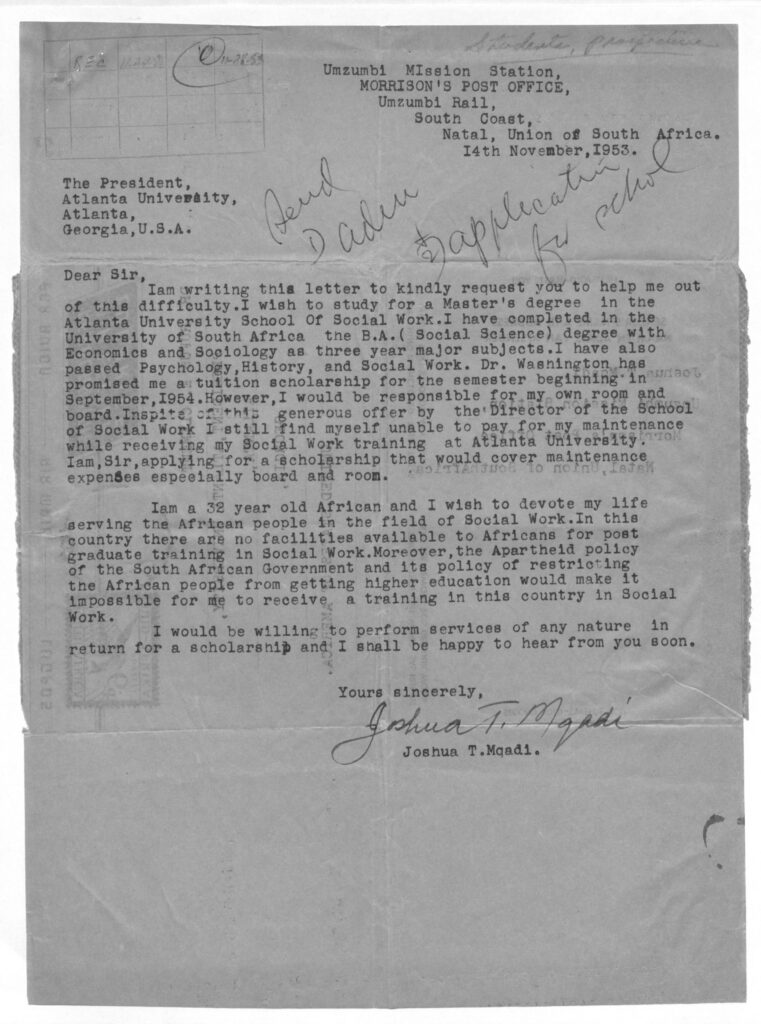 Students, prospective
REC 11-28-53
Umzumbi MIssion Station,
MORRISON'S POST OFFICE,
Umzumbi Rail,
South Coast,
Natal, Union of South Africa.
14th November,1953.
The President,
Atlanta University,
Atlanta,
Georgia,U.S.A.
Send
application
for schol
Dear Sir,
Iam writing this letter to kindly request you to help me out
of this difficulty.I wish to study for a Master's degree in the
Atlanta University School Of Social Work.I have completed in the
University of South Africa the B.A.( Social Science) degree with
Economics and Sociology as three year major subjects.I have also
passed Psychology,History, and Social Work. Dr. Washington has
promised me a tuition scholarship for the semester beginning in
September,1954.However,I would be responsible for my own room and
board.Inspite of this generous offer by the Director of the School
of Social Work I still find myself unable to pay for my maintenance
while receiving my Social Work training at Atlanta University.
Iam,Sir,applying for a scholarship that would cover maintenance
expenses especially board and room.
Iam a 32 year old African and I wish to devote my life
serving the African people in the field of Social Work.In this
country there are no facilities available to Africans for post
graduate training in Social Work.Moreover,the Apartheid policy
of the South African Government and its policy of restricting
the African people from getting higher education would make it
impossible for me to receive a training in this country in Social
Work.
I would be willing to perform services of any nature in
return for a scholarship and I shall be happy to hear from you soon.
Yours sincerely,
Joshua T. Mqadi
Joshua T.Mqadi.